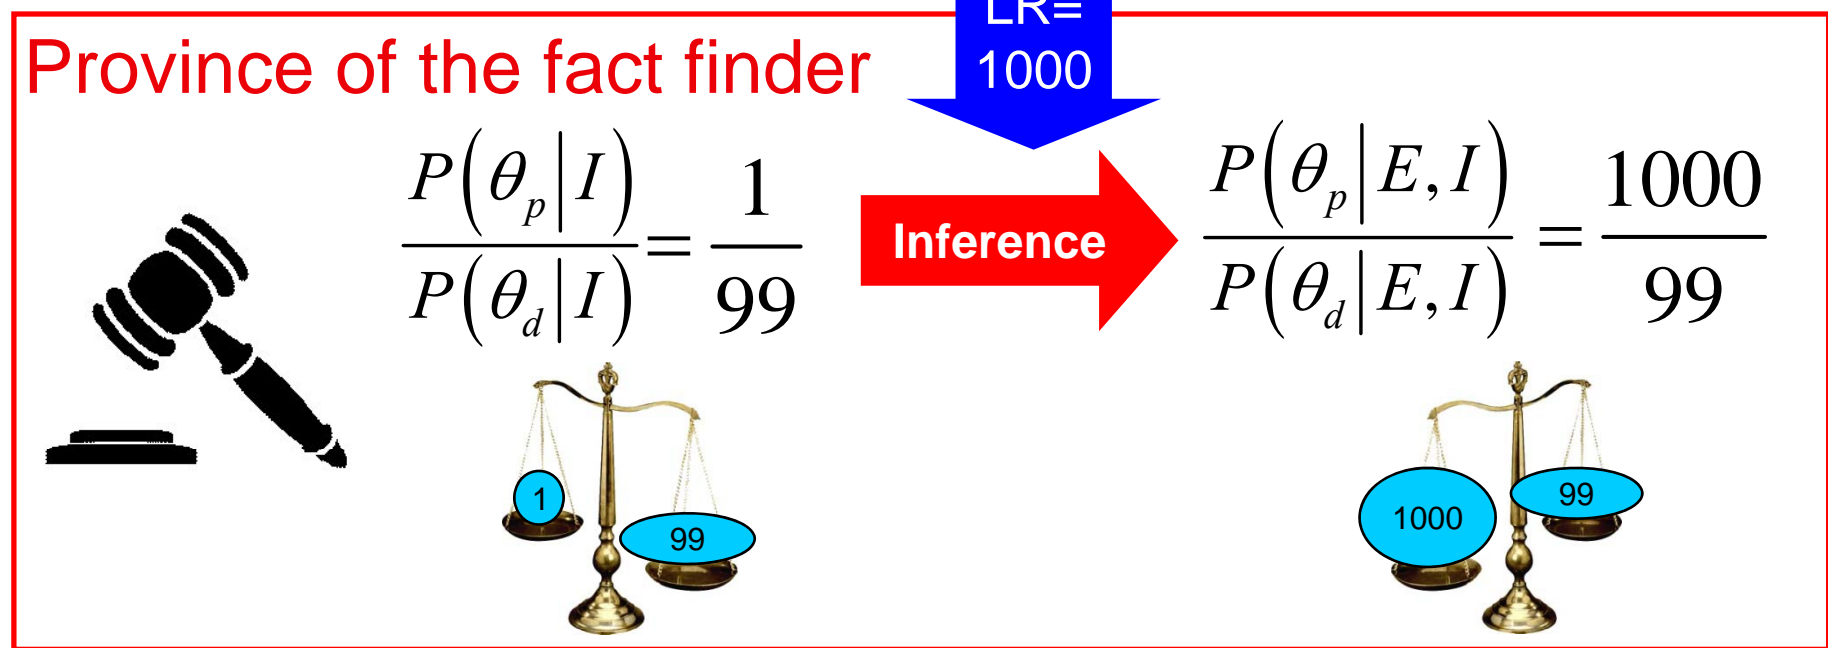 LR≡
1000
Province of the fact finder
P(θp|I) / P(θd|I) = 1 / 99
Inference
P(θp|E, I) / P(θd|E, I) = 1000 / 99
1
99
1000
99